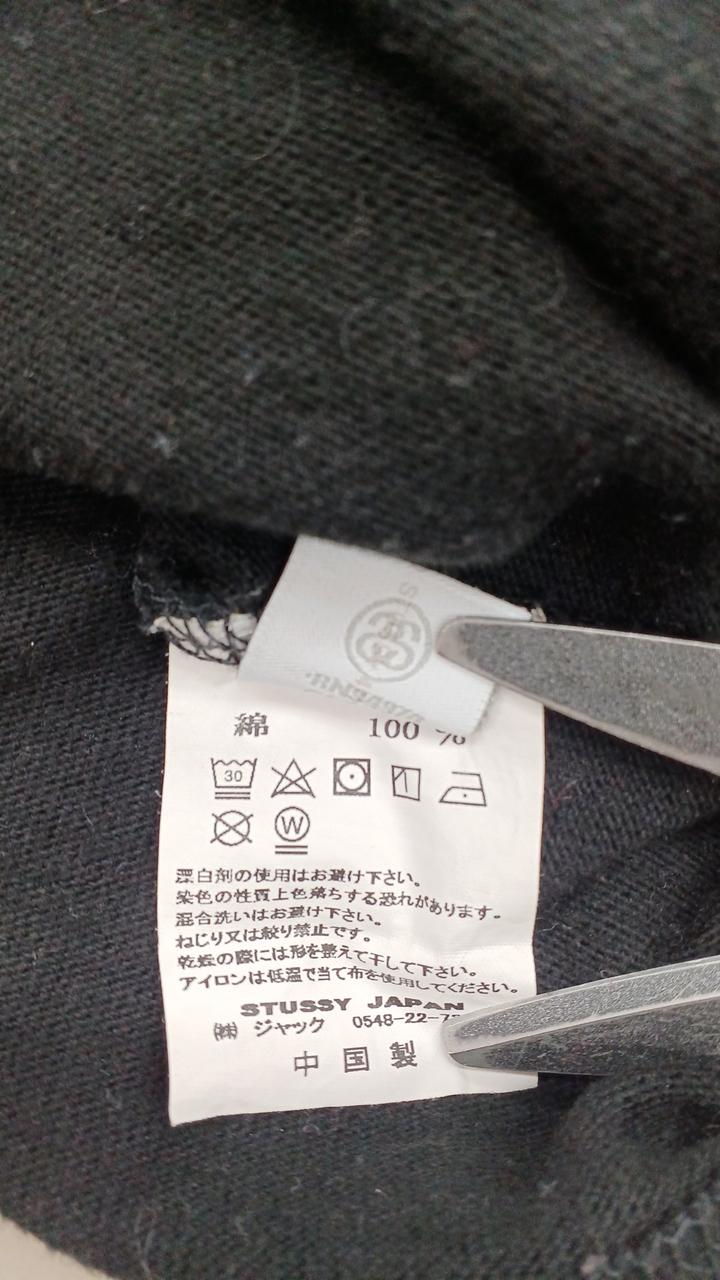 綿 100 %
30
W
漂白剤の使用はお避け下さい。
染色の性質上色落ちする恐れがあります。
混合洗いはお避け下さい。
ねじり又は絞り禁止です。
乾燥の際には形を整えて干して下さい。
アイロンは低温で当て布を使用してください。
STUSSY JAPAN
㈱ ジャック 0548-22-7
中国製